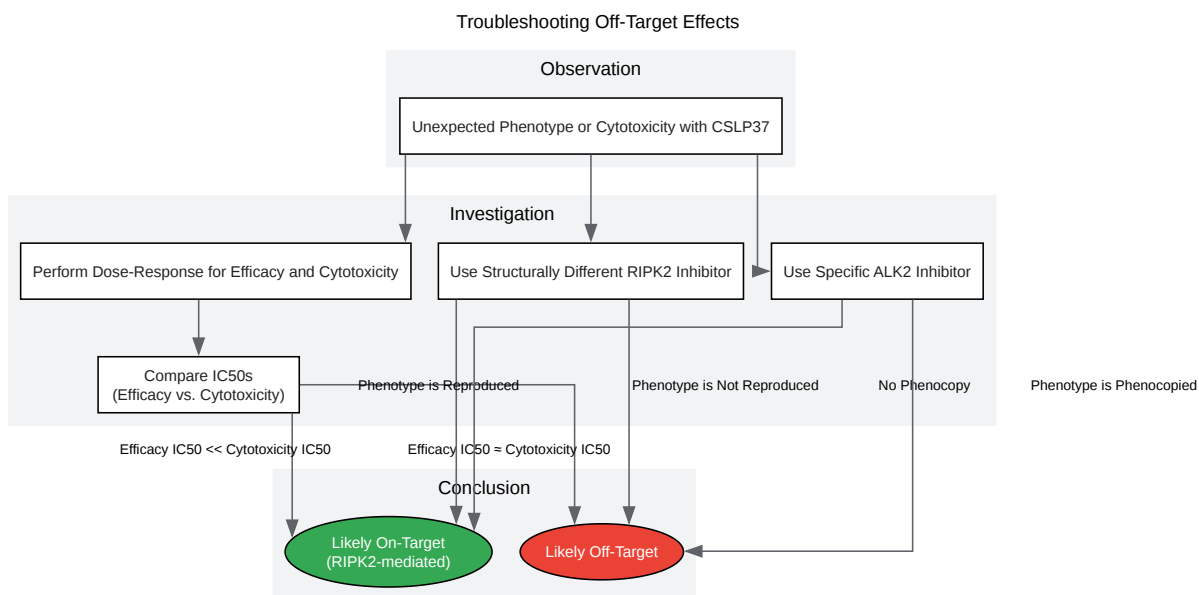 Troubleshooting Off-Target Effects
Observation
Unexpected Phenotype or Cytotoxicity with CSLP37
Investigation
Perform Dose-Response for Efficacy and Cytotoxicity
Use Structurally Different RIPK2 Inhibitor
Use Specific ALK2 Inhibitor
Compare IC50s
(Efficacy vs. Cytotoxicity)
Phenotype is Reproduced
Phenotype is Not Reproduced
No Phenocopy
Phenotype is Phenocopied
Efficacy IC50 << Cytotoxicity IC50
Efficacy IC50 ≈ Cytotoxicity IC50
Conclusion
Likely On-Target
(RIPK2-mediated)
Likely Off-Target